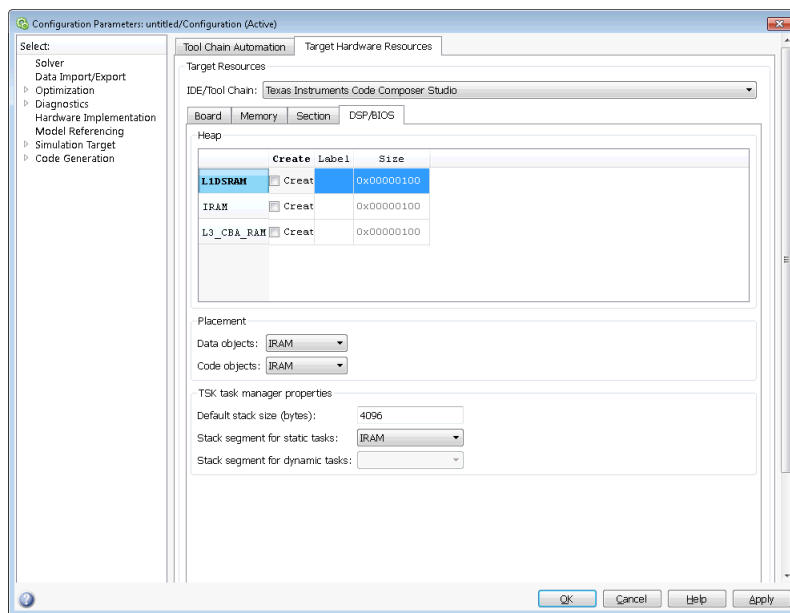 Configuration Parameters: untitled/Configuration (Active)
Select:
Solver
Data Import/Export
Optimization
Diagnostics
Hardware Implementation
Model Referencing
Simulation Target
Code Generation
Tool Chain Automation
Target Hardware Resources
Target Resources
IDE/Tool Chain: Texas Instruments Code Composer Studio
Board Memory Section DSP/BIOS
Heap
Create Label Size
L1DSRAM Creat 0x00000100
IRAM Creat 0x00000100
L3_CBA_RAM Creat 0x00000100
Placement
Data objects: IRAM
Code objects: IRAM
TSK task manager properties
Default stack size (bytes): 4096
Stack segment for static tasks: IRAM
Stack segment for dynamic tasks:
OK Cancel Help Apply